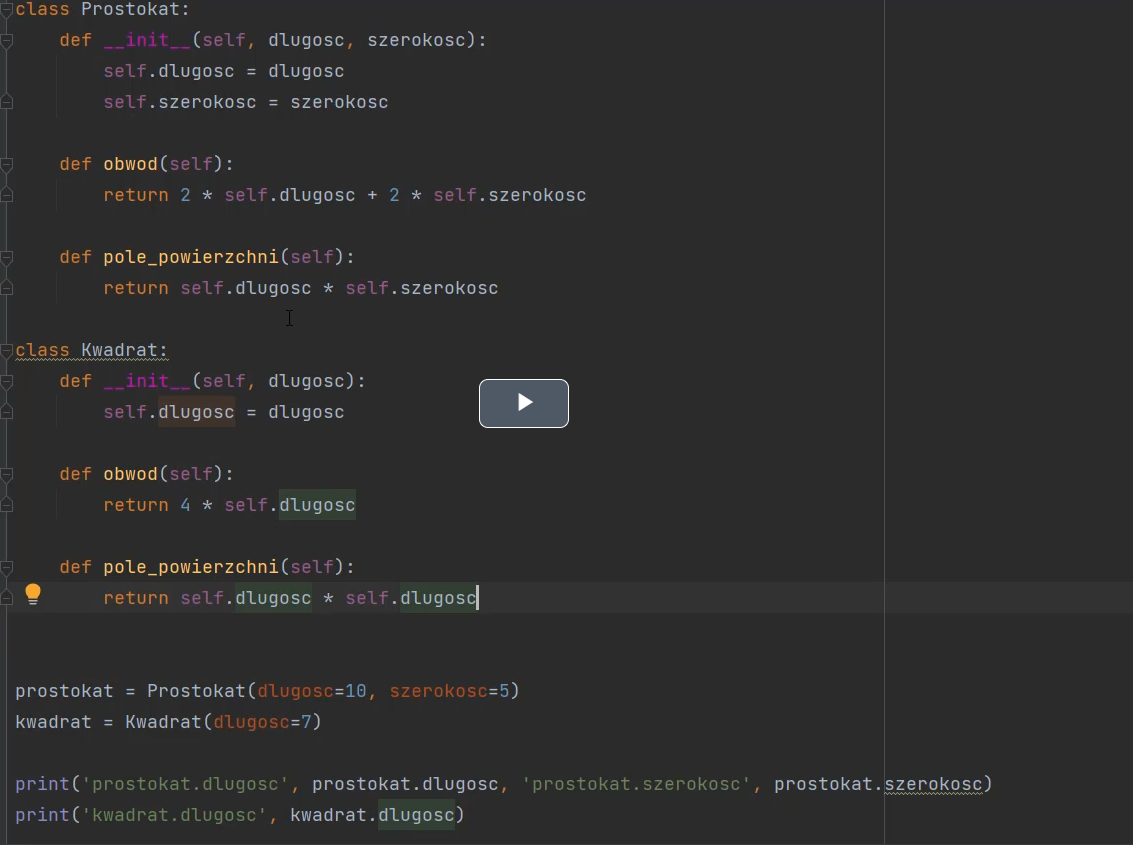 class Prostokat:
    def __init__(self, dlugosc, szerokosc):
        self.dlugosc = dlugosc
        self.szerokosc = szerokosc

    def obwod(self):
        return 2 * self.dlugosc + 2 * self.szerokosc

    def pole_powierzchni(self):
        return self.dlugosc * self.szerokosc

class Kwadrat:
    def __init__(self, dlugosc):
        self.dlugosc = dlugosc

    def obwod(self):
        return 4 * self.dlugosc

    def pole_powierzchni(self):
        return self.dlugosc * self.dlugosc


prostokat = Prostokat(dlugosc=10, szerokosc=5)
kwadrat = Kwadrat(dlugosc=7)

print('prostokat.dlugosc', prostokat.dlugosc, 'prostokat.szerokosc', prostokat.szerokosc)
print('kwadrat.dlugosc', kwadrat.dlugosc)